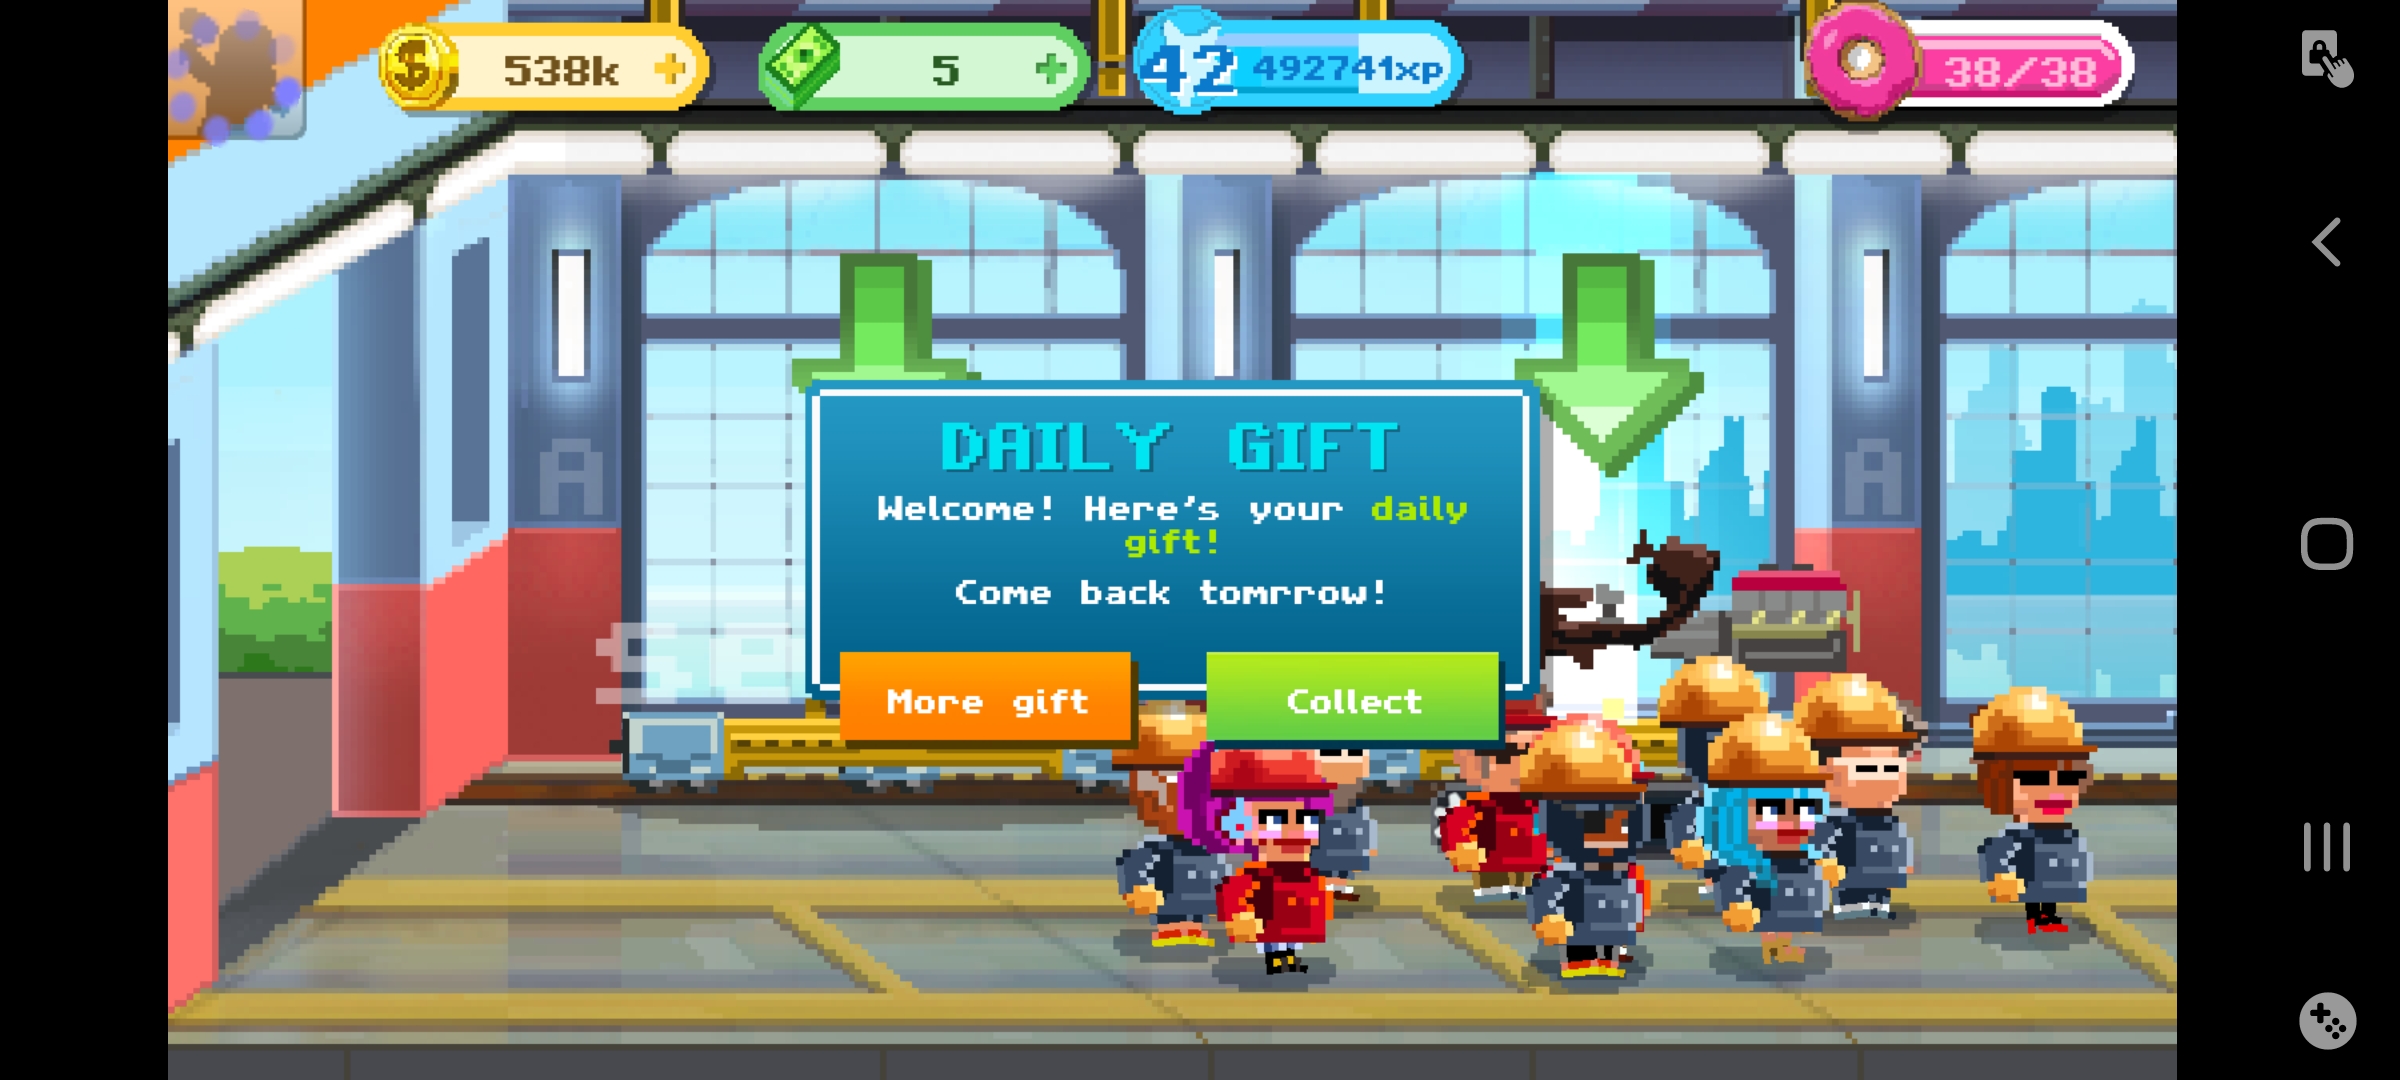 538k
5
42 492741xp
38/38
A
A
DAILY GIFT
Welcome! Here's your daily
gift!
Come back tomrrow!
Se
More gift
Collect